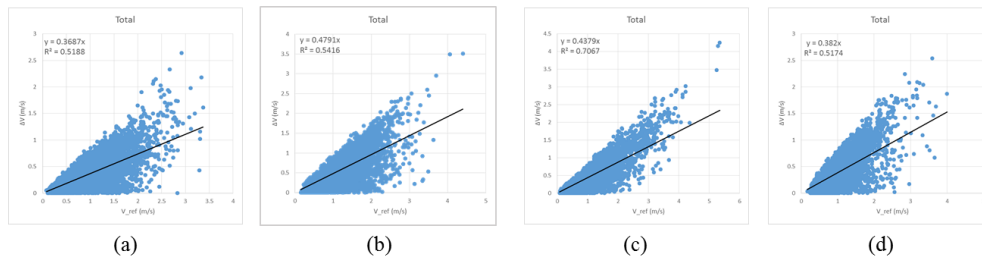 Total
y = 0.3687x
R² = 0.5188
3
2.5
2
1.5
1
0.5
0
ΔV (m/s)
0 0.5 1 1.5 2 2.5 3 3.5 4
V_ref (m/s)
(a)
Total
y = 0.4791x
R² = 0.5416
4
3.5
3
2.5
2
1.5
1
0.5
0
ΔV (m/s)
0 1 2 3 4 5
V_ref (m/s)
(b)
Total
y = 0.4379x
R² = 0.7067
4.5
4
3.5
3
2.5
2
1.5
1
0.5
0
ΔV (m/s)
0 1 2 3 4 5 6
V_ref (m/s)
(c)
Total
y = 0.382x
R² = 0.5174
3
2.5
2
1.5
1
0.5
0
ΔV (m/s)
0 1 2 3 4 5
V_ref (m/s)
(d)